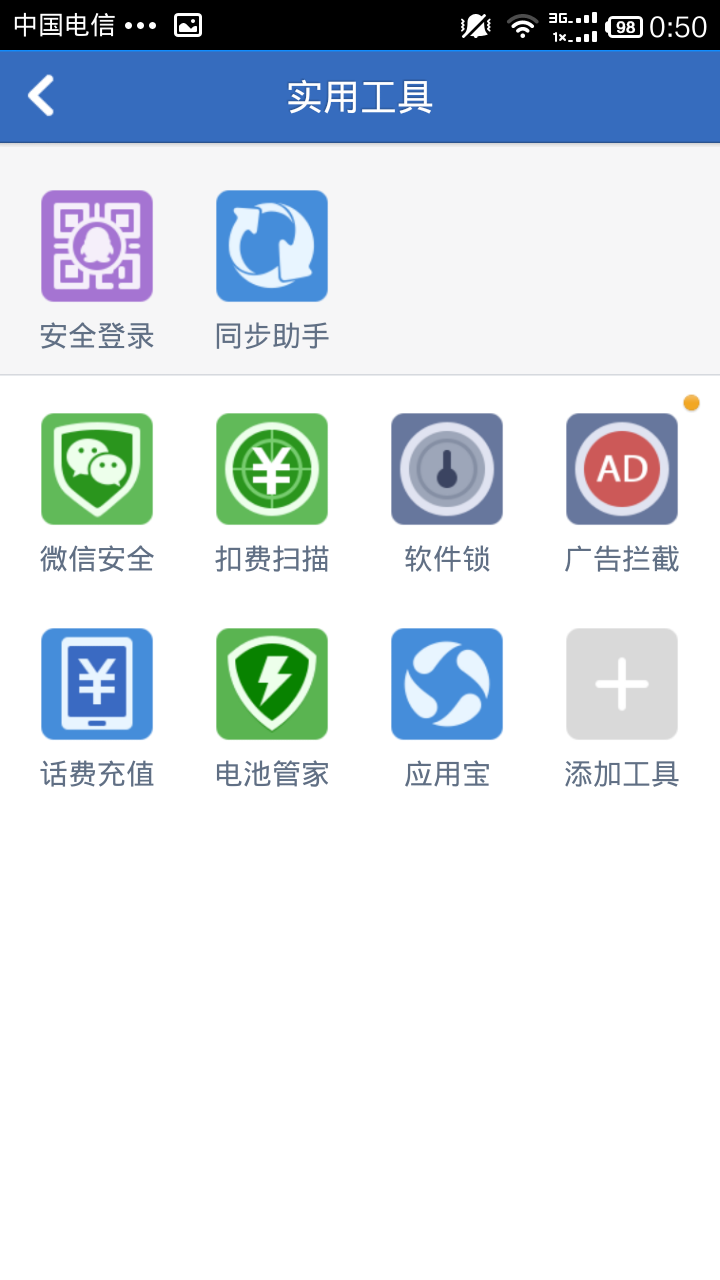 中国电信 ••• 3G 1x 98 0:50
实用工具
安全登录 同步助手
AD
微信安全 扣费扫描 软件锁 广告拦截
话费充值 电池管家 应用宝 添加工具